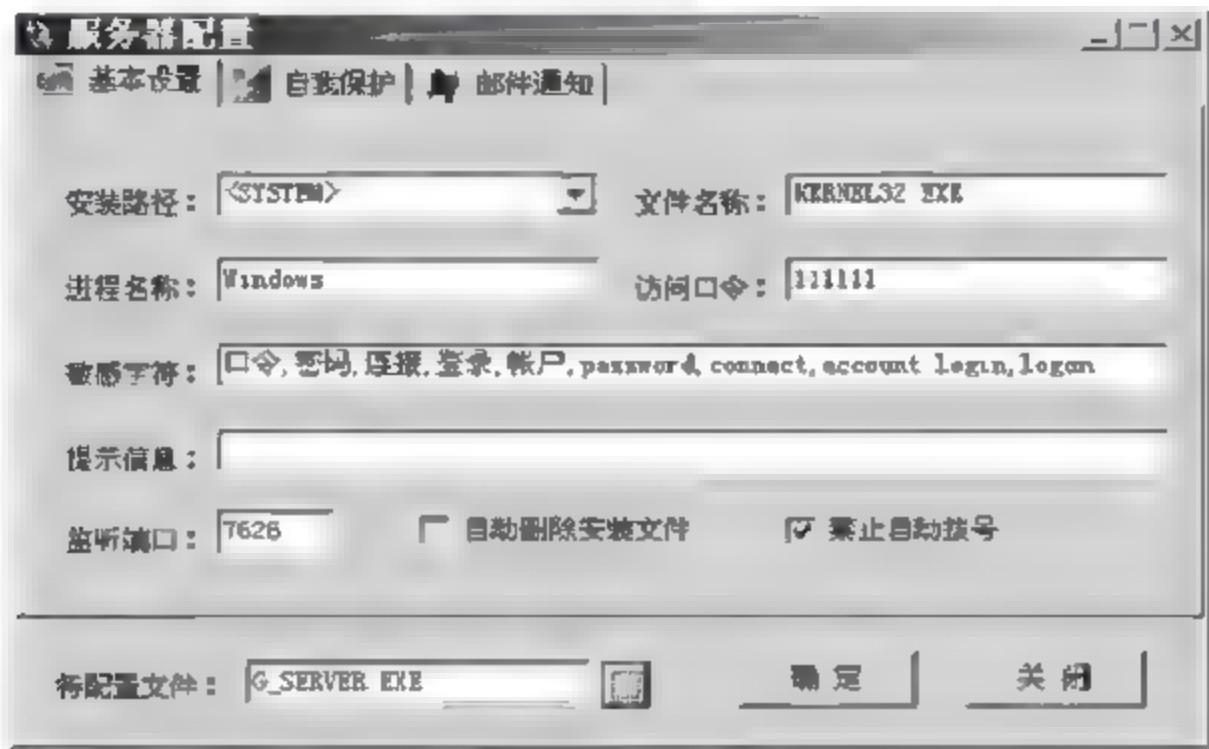 服务器配置
基本设置 自我保护 邮件通知
安装路径： <SYSTEM> 文件名称： KERNEL32 EXE
进程名称： Windows 访问口令： 111111
敏感字符： 口令,密码,连接,登录,帐户,password,connect,account login,logon
提示信息：
监听端口： 7626 自动删除安装文件 禁止自动拨号
待配置文件： G_SERVER EXE 确定 关闭